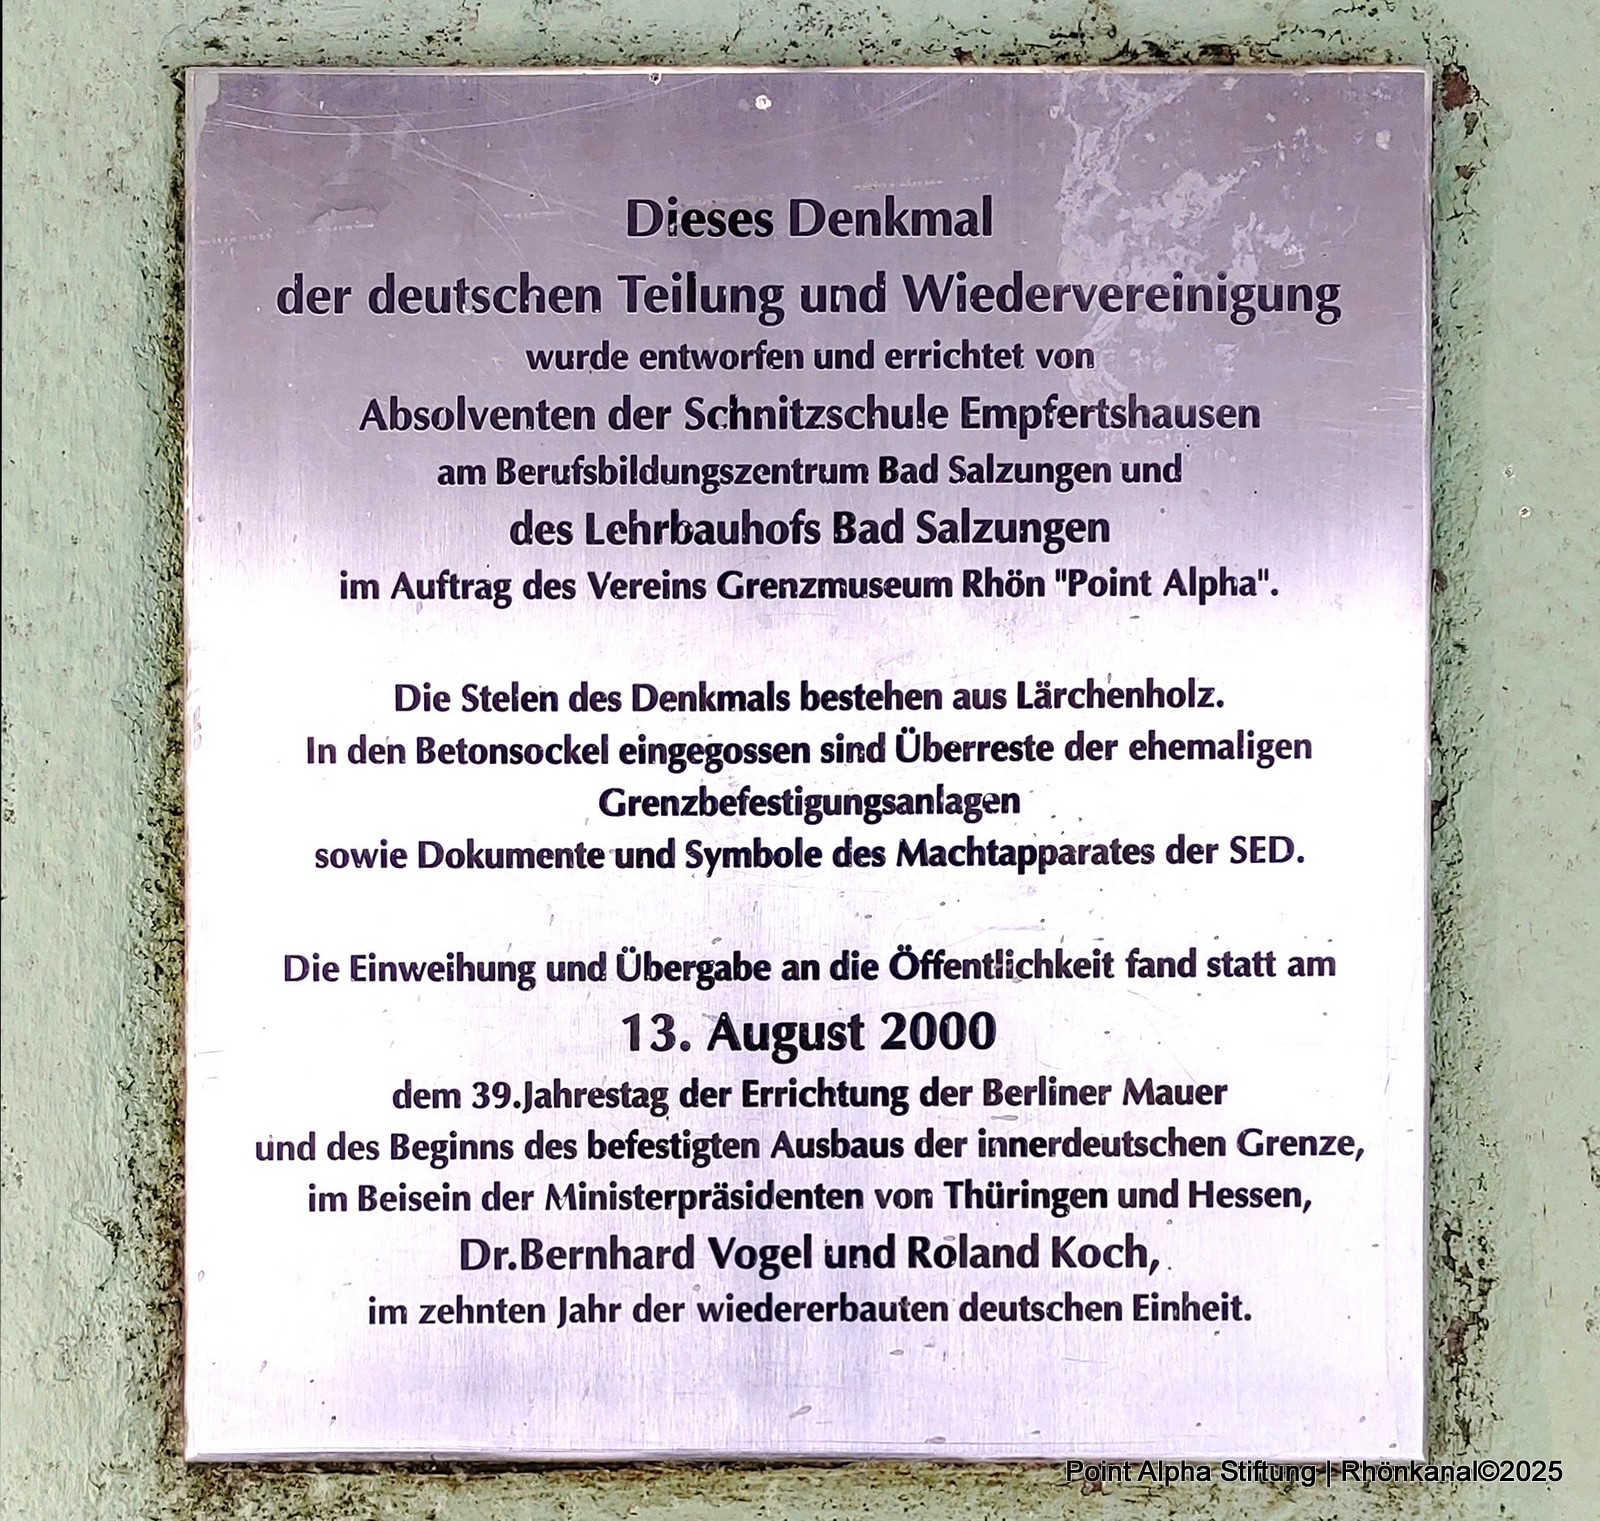 Dieses Denkmal
der deutschen Teilung und Wiedervereinigung
wurde entworfen und errichtet von
Absolventen der Schnitzschule Empfertshausen
am Berufsbildungszentrum Bad Salzungen und
des Lehrbauhofs Bad Salzungen
im Auftrag des Vereins Grenzmuseum Rhön "Point Alpha".
Die Stelen des Denkmals bestehen aus Lärchenholz.
In den Betonsockel eingegossen sind Überreste der ehemaligen
Grenzbefestigungsanlagen
sowie Dokumente und Symbole des Machtapparates der SED.
Die Einweihung und Übergabe an die Öffentlichkeit fand statt am
13. August 2000
dem 39.Jahrestag der Errichtung der Berliner Mauer
und des Beginns des befestigten Ausbaus der innerdeutschen Grenze,
im Beisein der Ministerpräsidenten von Thüringen und Hessen,
Dr.Bernhard Vogel und Roland Koch,
im zehnten Jahr der wiedererbauten deutschen Einheit.
Point Alpha Stiftung | Rhönkanal©2025